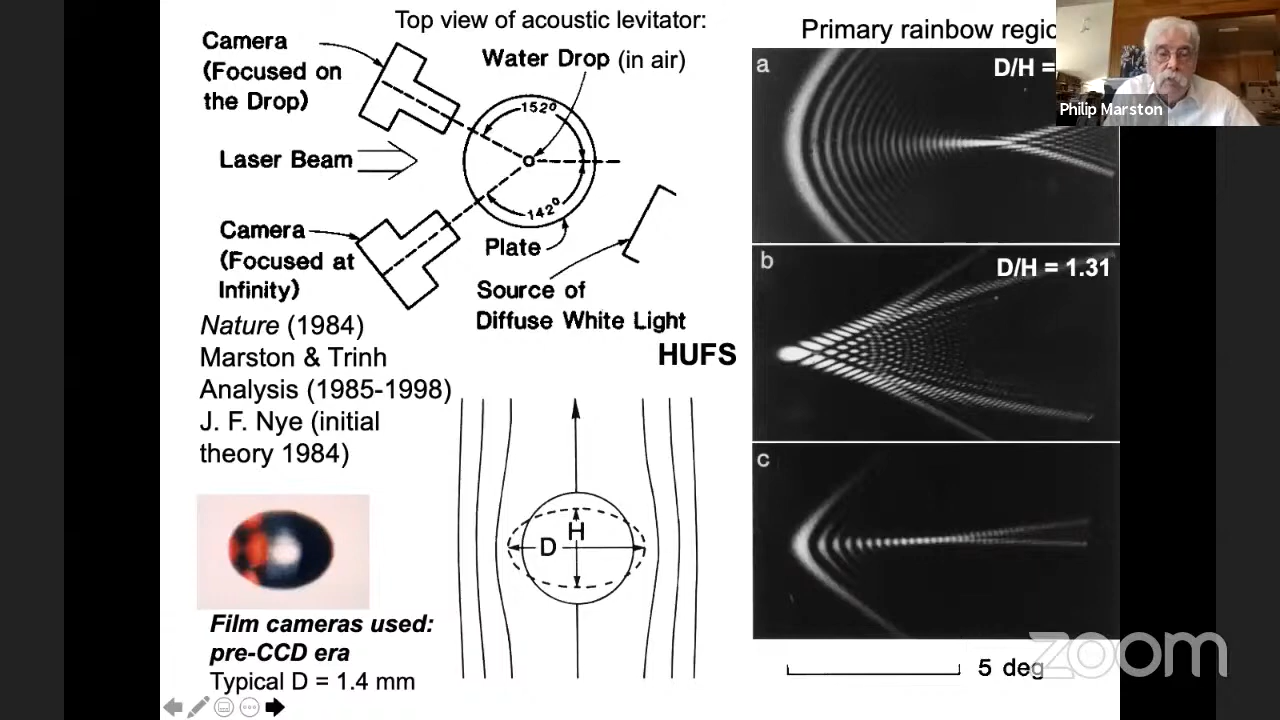 Top view of acoustic levitator:
Camera
(Focused on
the Drop)
Water Drop (in air)
152º
Laser Beam
142º
Camera
(Focused at
Infinity)
Plate
Source of
Diffuse White Light
Nature (1984)
Marston & Trinh
Analysis (1985-1998)
J. F. Nye (initial
theory 1984)
HUFS
H
D
Film cameras used:
pre-CCD era
Typical D = 1.4 mm
Primary rainbow regio
a
D/H =
Philip Marston
b
D/H = 1.31
c
5 deg
zoom